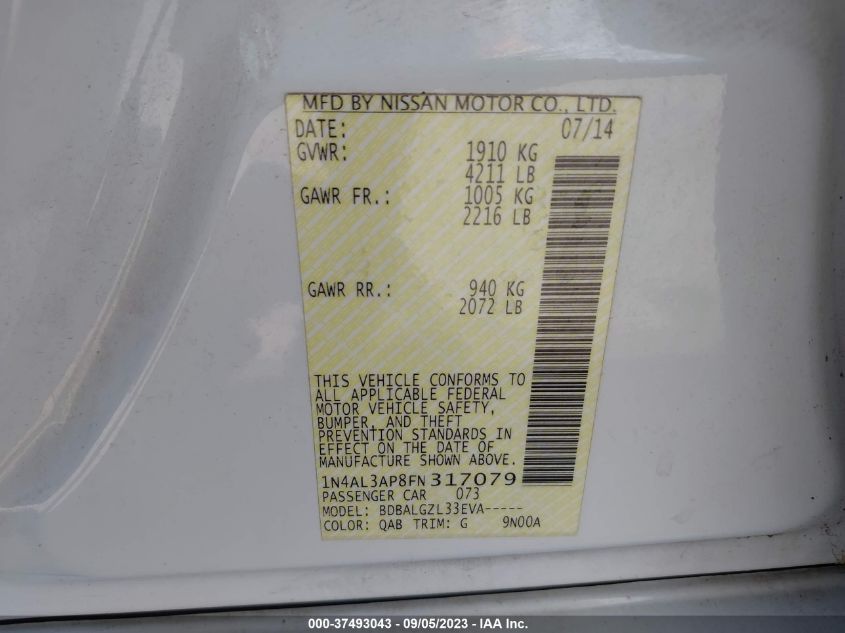 MFD BY NISSAN MOTOR CO., LTD.
DATE: 07/14
GVWR: 1910 KG
4211 LB
GAWR FR.: 1005 KG
2216 LB
GAWR RR.: 940 KG
2072 LB
THIS VEHICLE CONFORMS TO
ALL APPLICABLE FEDERAL
MOTOR VEHICLE SAFETY,
BUMPER, AND THEFT
PREVENTION STANDARDS IN
EFFECT ON THE DATE OF
MANUFACTURE SHOWN ABOVE.
1N4AL3AP8FN317079
PASSENGER CAR 073
MODEL: BDBALGZL33EVA-----
COLOR: QAB TRIM: G 9N00A
000-37493043 - 09/05/2023 - IAA Inc.